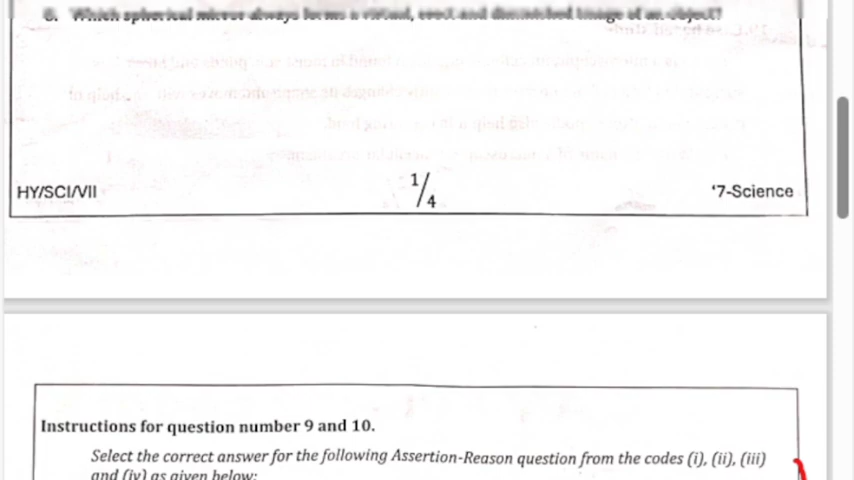 8. Which spherical mirror always forms a virtual, erect and diminished image of an object?
HY/SCI/VII
1/4
'7-Science
Instructions for question number 9 and 10.
Select the correct answer for the following Assertion-Reason question from the codes (i), (ii), (iii)
and (iv) as given below: